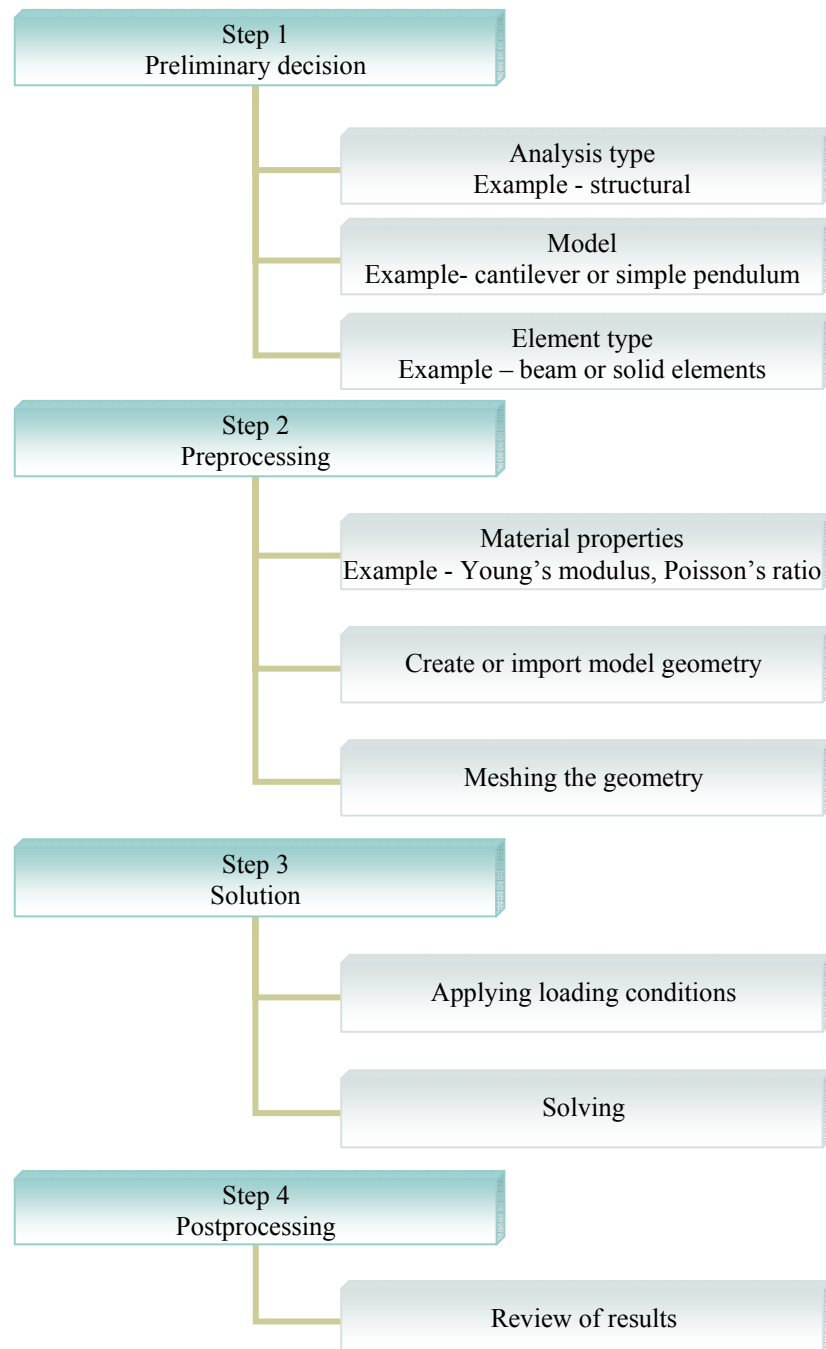 Step 1
Preliminary decision
Analysis type
Example - structural
Model
Example- cantilever or simple pendulum
Element type
Example – beam or solid elements
Step 2
Preprocessing
Material properties
Example - Young’s modulus, Poisson’s ratio
Create or import model geometry
Meshing the geometry
Step 3
Solution
Applying loading conditions
Solving
Step 4
Postprocessing
Review of results